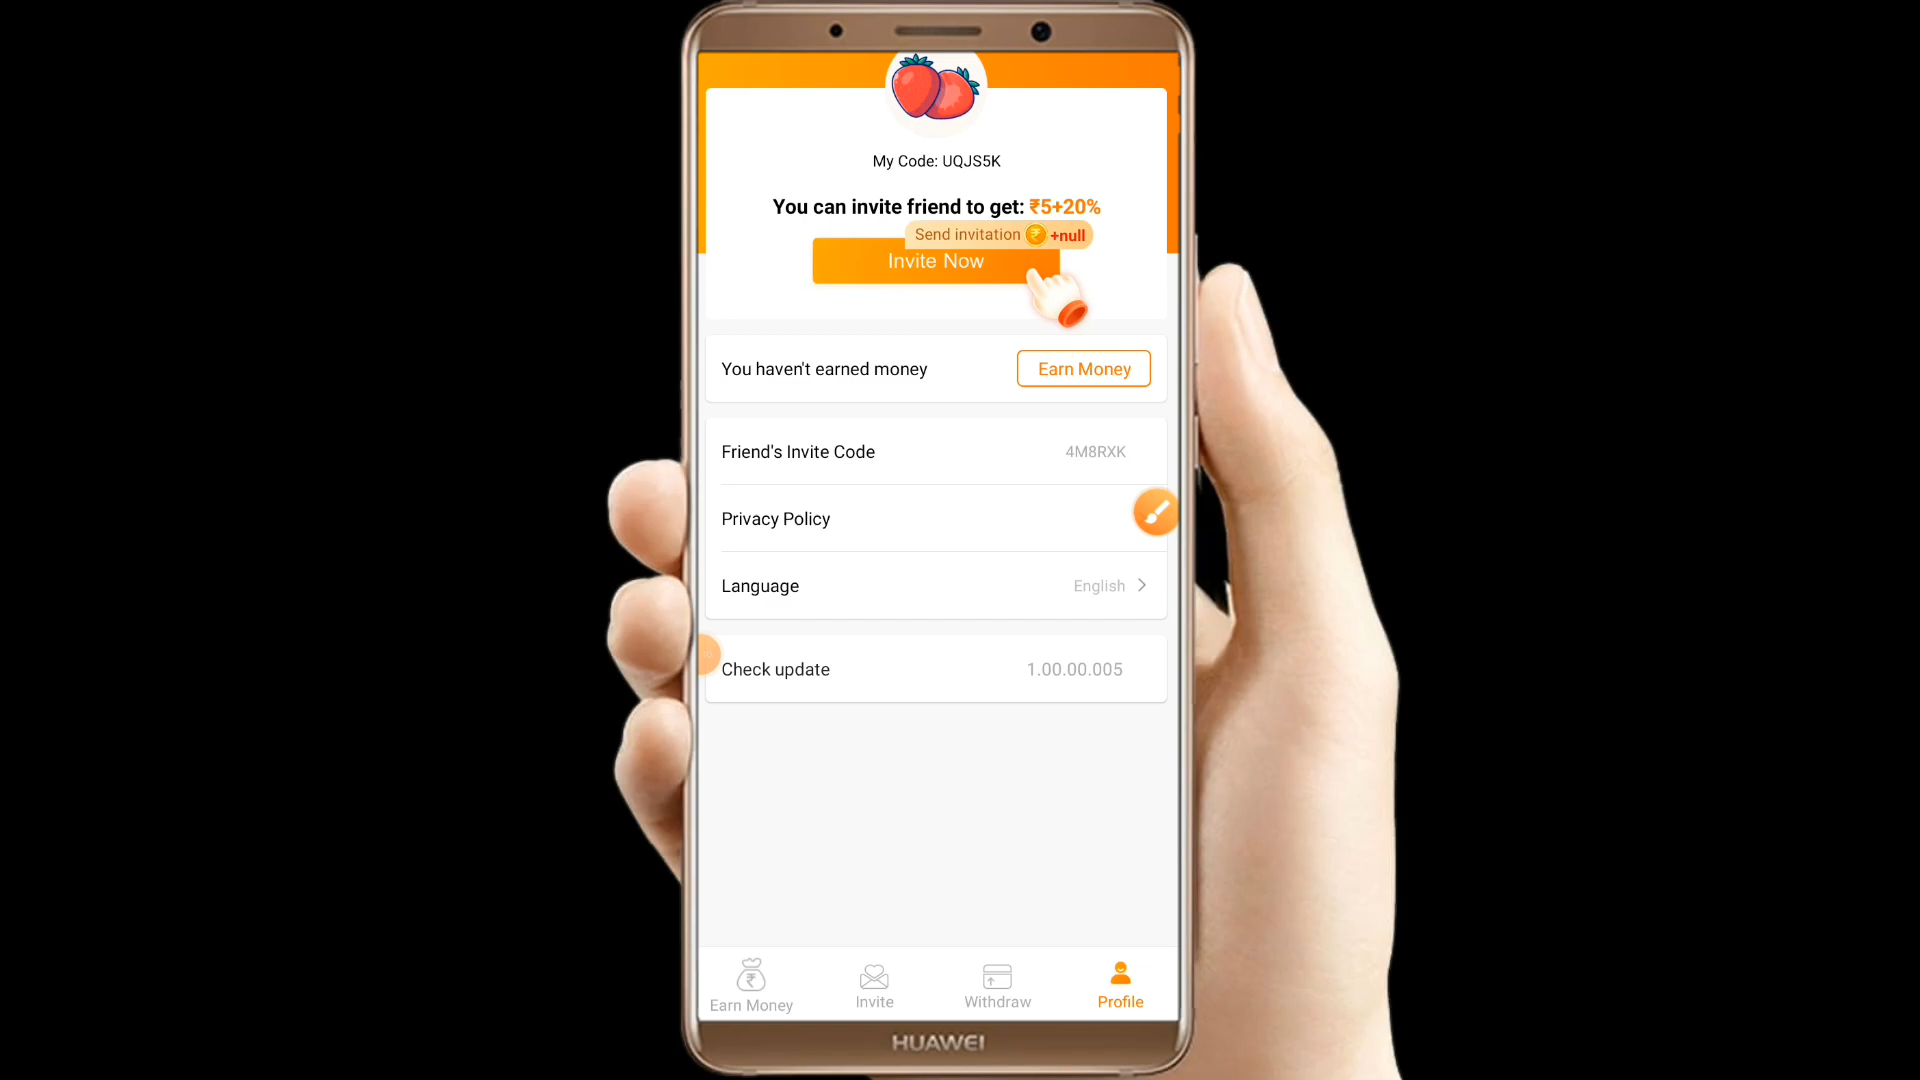 My Code: UQJS5K
You can invite friend to get: ₹5+20%
Send invitation ₹ +null
Invite Now
You haven't earned money
Earn Money
Friend's Invite Code 4M8RXK
Privacy Policy
Language English
Check update 1.00.00.005
Earn Money
Invite
Withdraw
Profile
HUAWEI